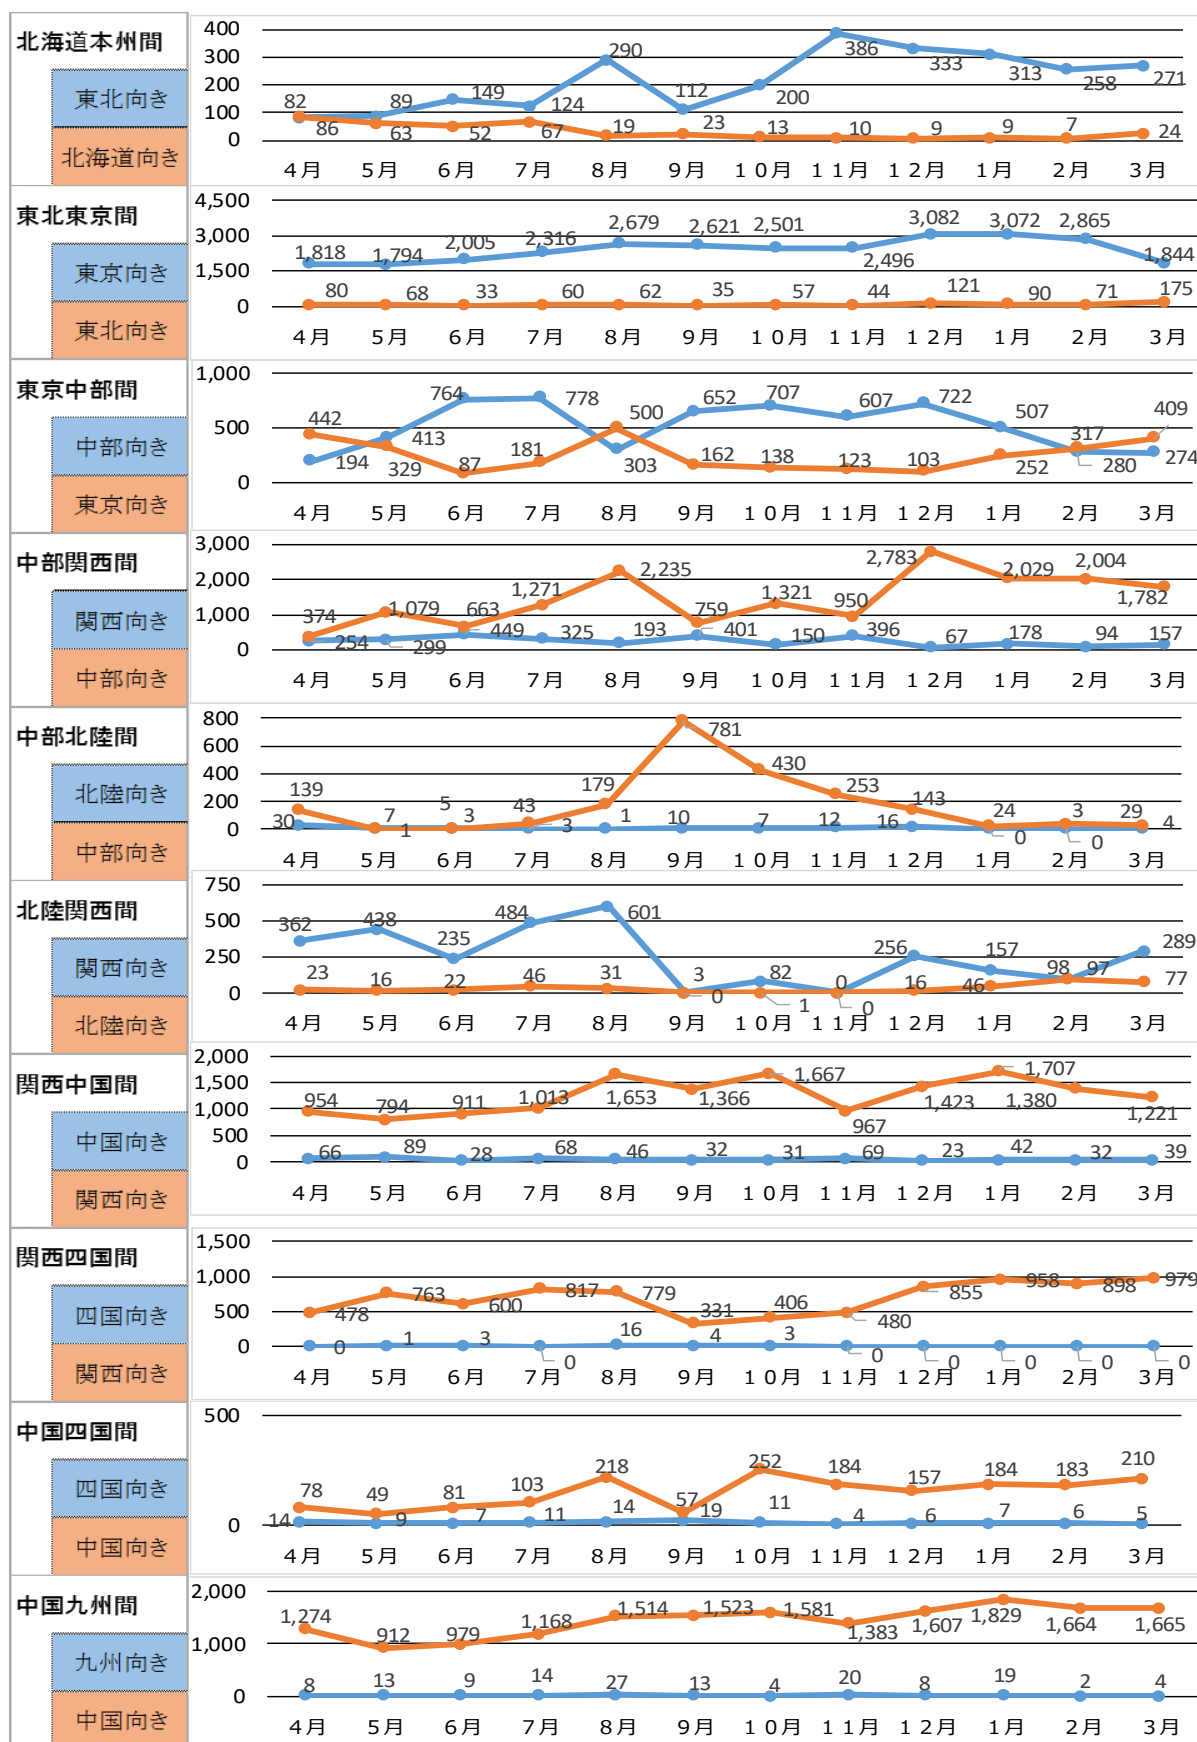 北海道本州間
東北向き
北海道向き
400
300
200
100
0
82 89 149 124 290 112 200 386 333 313 258 271
86 63 52 67 19 23 13 10 9 9 7 24
4月 5月 6月 7月 8月 9月 10月 11月 12月 1月 2月 3月
東北東京間
東京向き
東北向き
4,500
3,000
1,500
0
1,818 1,794 2,005 2,316 2,679 2,621 2,501 2,496 3,082 3,072 2,865 1,844
80 68 33 60 62 35 57 44 121 90 71 175
4月 5月 6月 7月 8月 9月 10月 11月 12月 1月 2月 3月
東京中部間
中部向き
東京向き
1,000
500
0
442 413 764 778 500 652 707 607 722 507 317 409
194 329 87 181 303 162 138 123 103 252 280 274
4月 5月 6月 7月 8月 9月 10月 11月 12月 1月 2月 3月
中部関西間
関西向き
中部向き
3,000
2,000
1,000
0
374 1,079 663 1,271 2,235 759 1,321 950 2,783 2,029 2,004 1,782
254 299 449 325 193 401 150 396 67 178 94 157
4月 5月 6月 7月 8月 9月 10月 11月 12月 1月 2月 3月
中部北陸間
北陸向き
中部向き
800
600
400
200
0
139 7 5 43 179 781 430 253 143 24 3 29
30 1 3 3 1 10 7 12 16 0 0 4
4月 5月 6月 7月 8月 9月 10月 11月 12月 1月 2月 3月
北陸関西間
関西向き
北陸向き
750
500
250
0
362 438 235 484 601 3 82 0 256 157 98 289
23 16 22 46 31 0 1 0 16 46 97 77
4月 5月 6月 7月 8月 9月 10月 11月 12月 1月 2月 3月
関西中国間
中国向き
関西向き
2,000
1,500
1,000
500
0
954 794 911 1,013 1,653 1,366 1,667 967 1,423 1,707 1,380 1,221
66 89 28 68 46 32 31 69 23 42 32 39
4月 5月 6月 7月 8月 9月 10月 11月 12月 1月 2月 3月
関西四国間
四国向き
関西向き
1,500
1,000
500
0
478 763 600 817 779 331 406 480 855 958 898 979
0 1 3 0 16 4 3 0 0 0 0 0
4月 5月 6月 7月 8月 9月 10月 11月 12月 1月 2月 3月
中国四国間
四国向き
中国向き
500
0
78 49 81 103 218 57 252 184 157 184 183 210
14 9 7 11 14 19 11 4 6 7 6 5
4月 5月 6月 7月 8月 9月 10月 11月 12月 1月 2月 3月
中国九州間
九州向き
中国向き
2,000
1,000
0
1,274 912 979 1,168 1,514 1,523 1,581 1,383 1,607 1,829 1,664 1,665
8 13 9 14 27 13 4 20 8 19 2 4
4月 5月 6月 7月 8月 9月 10月 11月 12月 1月 2月 3月